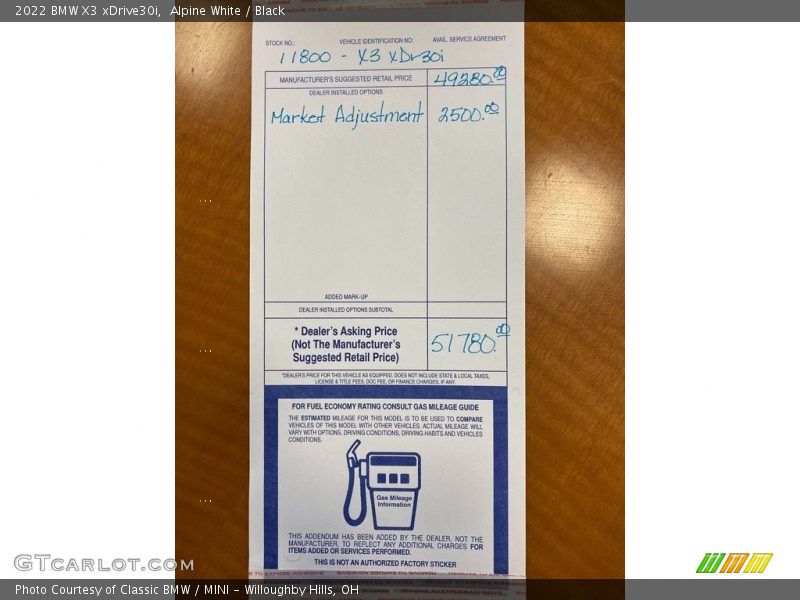 2022 BMW X3 xDrive30i, Alpine White / Black
STOCK NO.: VEHICLE IDENTIFICATION NO: AVAIL. SERVICE AGREEMENT
11800 - X3 xDr30i
MANUFACTURER'S SUGGESTED RETAIL PRICE 49280.00
DEALER INSTALLED OPTIONS
Market Adjustment 2500.00
ADDED MARK-UP
DEALER INSTALLED OPTIONS SUBTOTAL
* Dealer's Asking Price
(Not The Manufacturer's
Suggested Retail Price)
51780.00
*DEALER'S PRICE FOR THIS VEHICLE AS EQUIPPED. DOES NOT INCLUDE STATE & LOCAL TAXES,
LICENSE & TITLE FEES, DOC FEE, OR FINANCE CHARGES, IF ANY.
FOR FUEL ECONOMY RATING CONSULT GAS MILEAGE GUIDE
THE ESTIMATED MILEAGE FOR THIS MODEL IS TO BE USED TO COMPARE
VEHICLES OF THIS MODEL WITH OTHER VEHICLES. ACTUAL MILEAGE WILL
VARY WITH OPTIONS, DRIVING CONDITIONS, DRIVING HABITS AND VEHICLES
CONDITIONS.
Gas Mileage
Information
THIS ADDENDUM HAS BEEN ADDED BY THE DEALER, NOT THE
MANUFACTURER, TO REFLECT ANY ADDITIONAL CHARGES FOR
ITEMS ADDED OR SERVICES PERFORMED.
THIS IS NOT AN AUTHORIZED FACTORY STICKER
GTCARLOT.COM
Photo Courtesy of Classic BMW / MINI - Willoughby Hills, OH